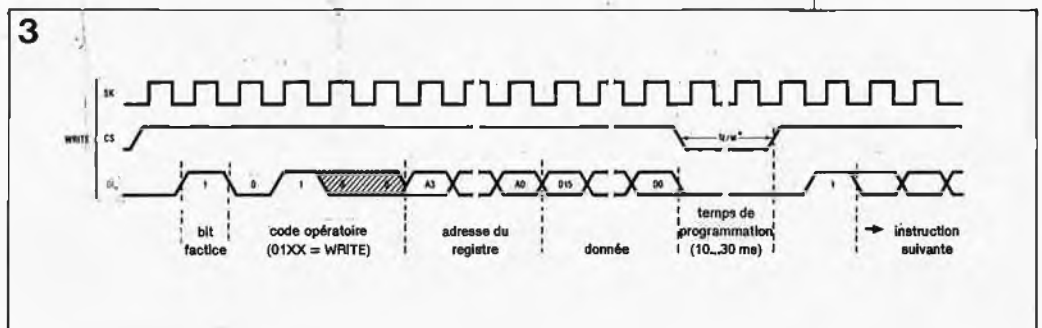 3
SK
WRITE
CS
tE/W*
DI
1 0 1 X X A3 A0 D15 D0 1
bit
factice
code opératoire
(01XX = WRITE)
adresse du
registre
donnée
temps de
programmation
(10...30 ms)
instruction
suivante